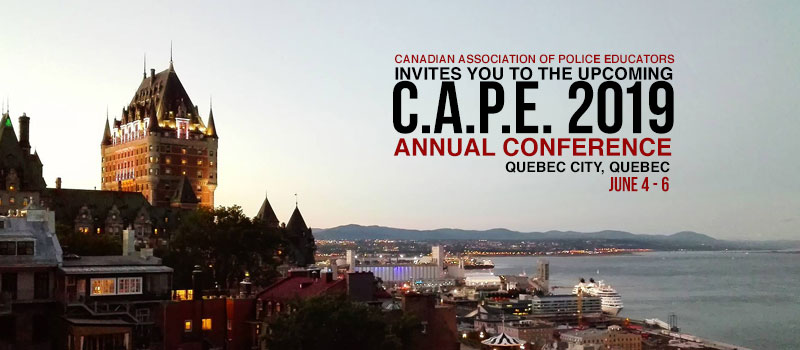 CANADIAN ASSOCIATION OF POLICE EDUCATORS
INVITES YOU TO THE UPCOMING
C.A.P.E. 2019
ANNUAL CONFERENCE
QUEBEC CITY, QUEBEC
JUNE 4 - 6